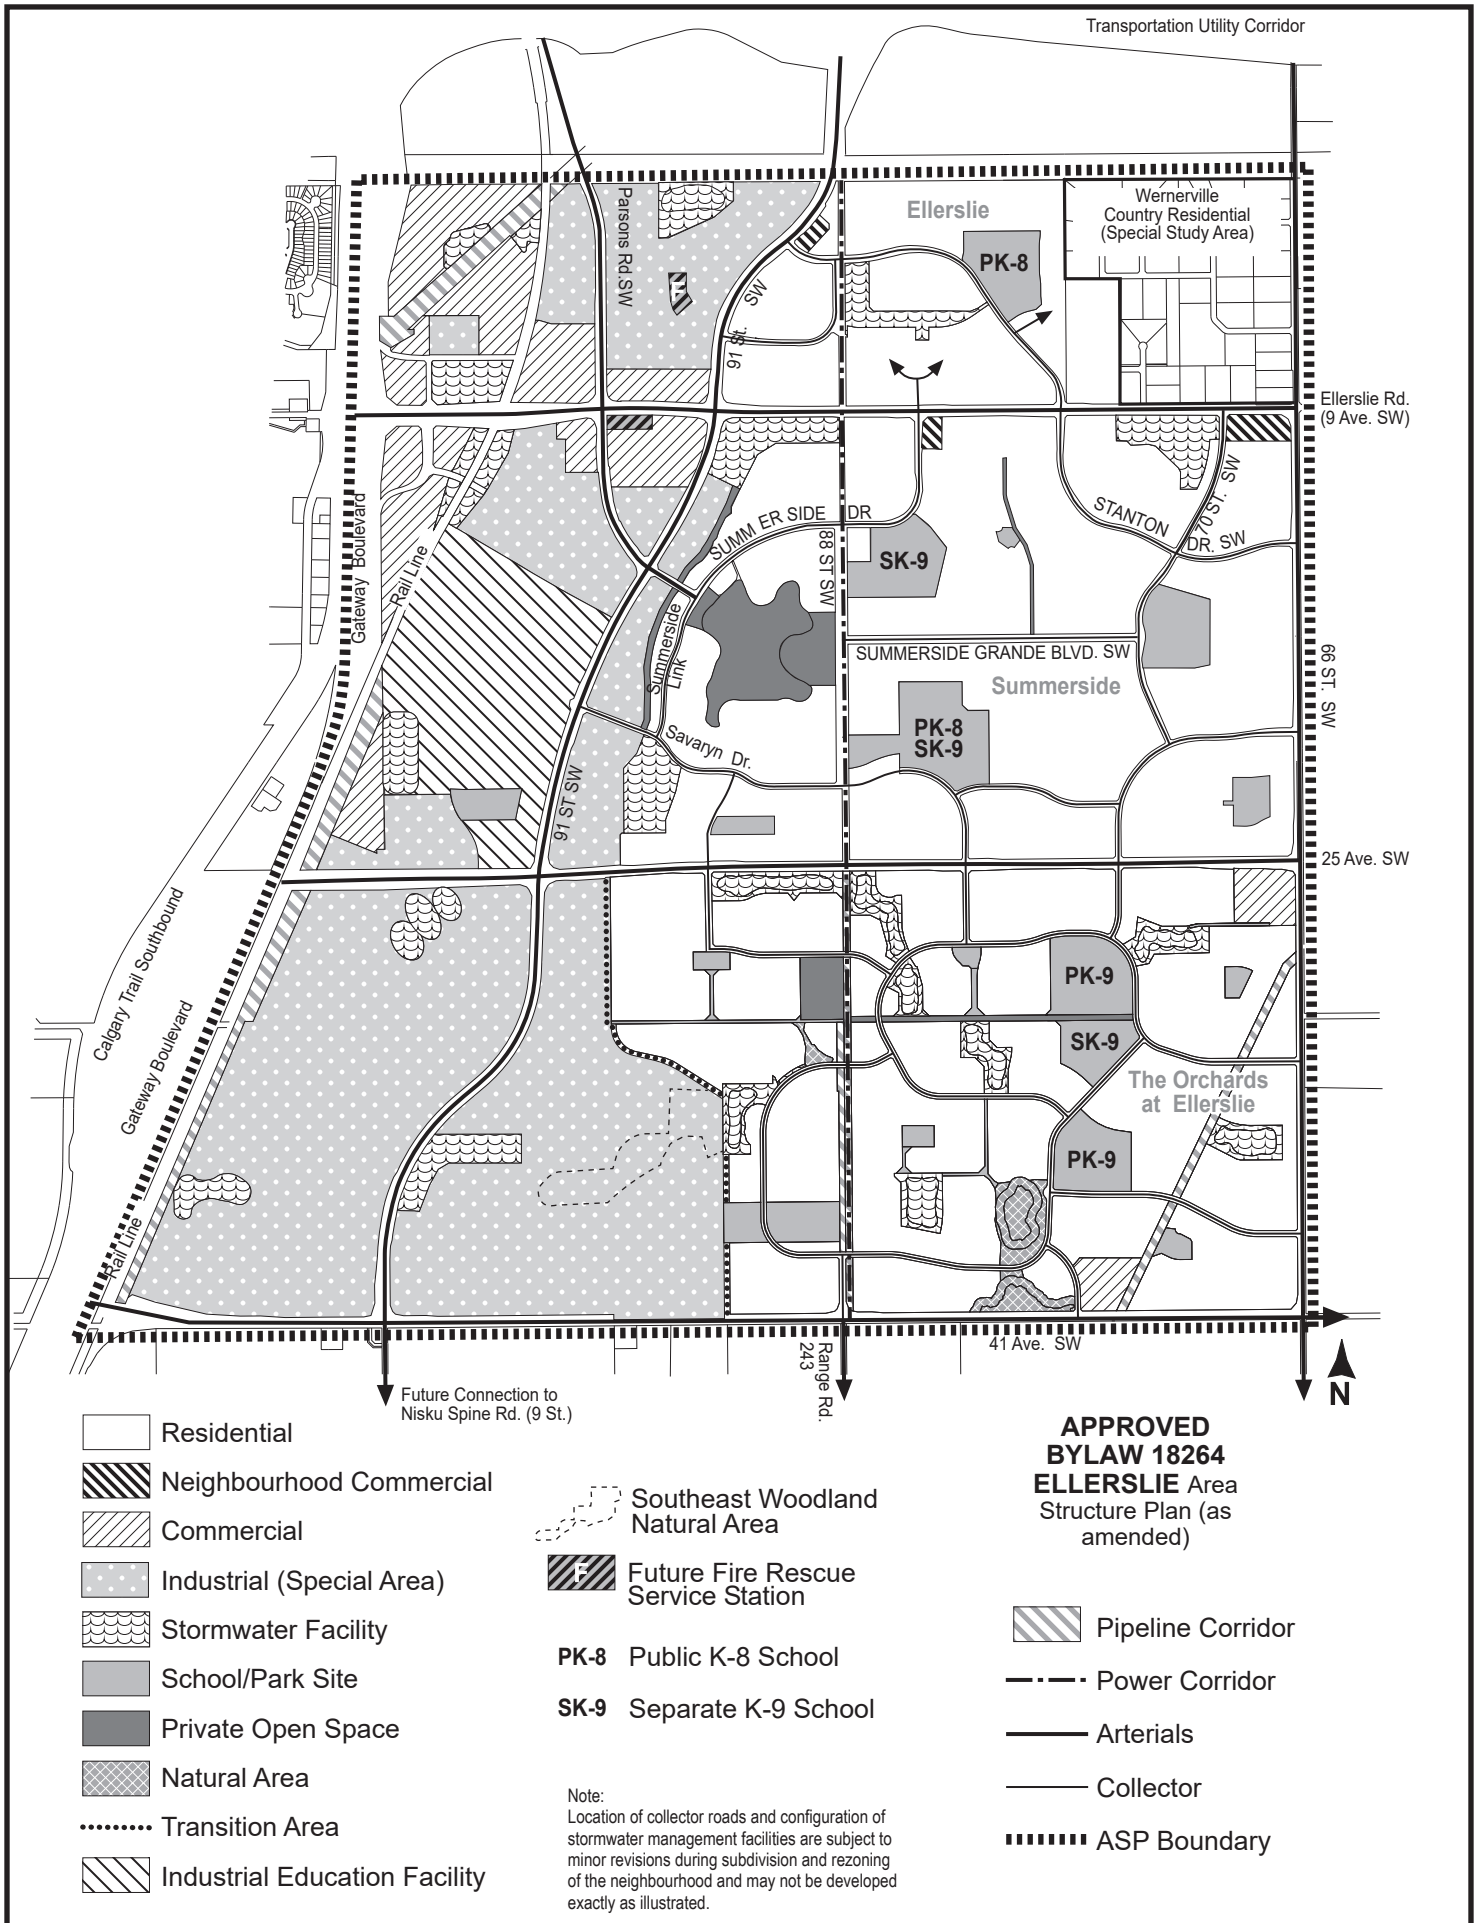 Transportation Utility Corridor
Wernerville
Country Residential
(Special Study Area)
Ellerslie
Parsons Rd.SW
PK-8
F
91 St. SW
Ellerslie Rd.
(9 Ave. SW)
Gateway Boulevard
Rail Line
SUMM ER SIDE DR
88 ST SW
SK-9
STANTON
DR. SW
70 ST. SW
Summerside
Link
SUMMERSIDE GRANDE BLVD. SW
Summerside
66 ST. SW
PK-8
SK-9
Savaryn Dr.
91 ST SW
25 Ave. SW
Calgary Trail Southbound
Gateway Boulevard
PK-9
SK-9
The Orchards
at Ellerslie
PK-9
Rail Line
41 Ave. SW
Range Rd.
243
N
Future Connection to
Nisku Spine Rd. (9 St.)
Residential
Neighbourhood Commercial
Commercial
Industrial (Special Area)
Stormwater Facility
School/Park Site
Private Open Space
Natural Area
Transition Area
Industrial Education Facility
Southeast Woodland
Natural Area
F
Future Fire Rescue
Service Station
PK-8 Public K-8 School
SK-9 Separate K-9 School
Note:
Location of collector roads and configuration of
stormwater management facilities are subject to
minor revisions during subdivision and rezoning
of the neighbourhood and may not be developed
exactly as illustrated.
APPROVED
BYLAW 18264
ELLERSLIE Area
Structure Plan (as
amended)
Pipeline Corridor
Power Corridor
Arterials
Collector
ASP Boundary